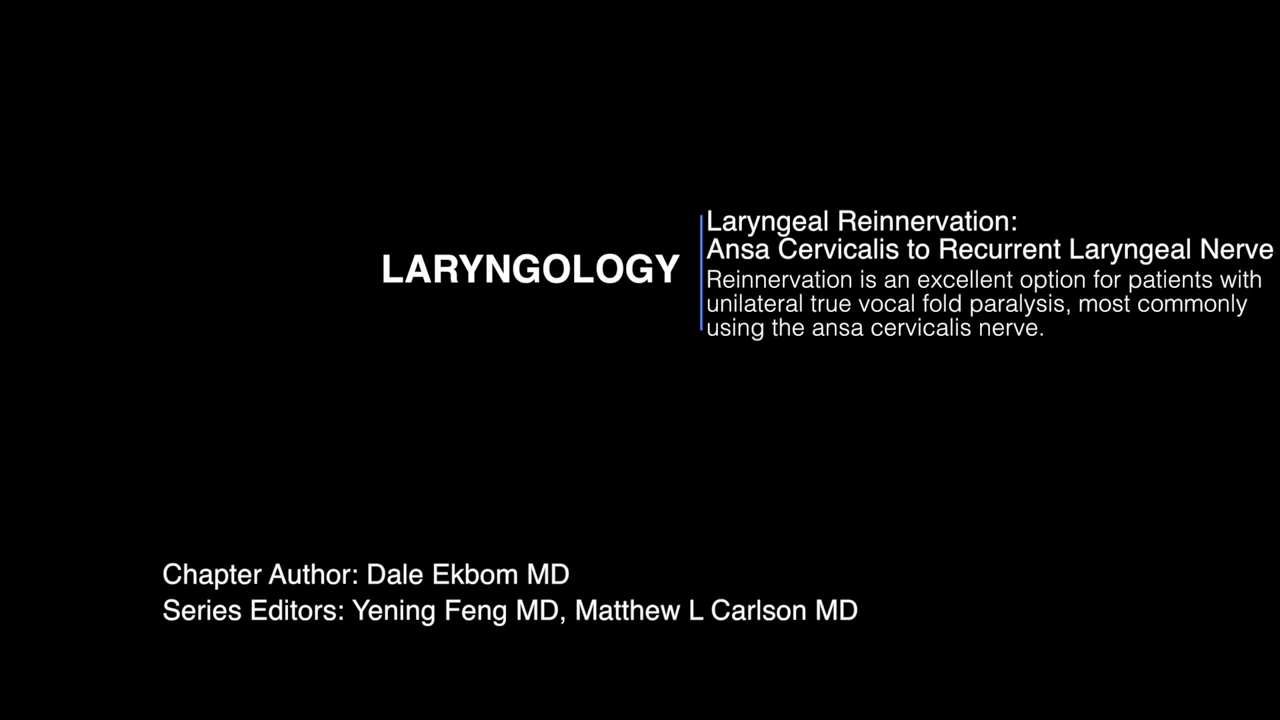 LARYNGOLOGY
Laryngeal Reinnervation:
Ansa Cervicalis to Recurrent Laryngeal Nerve
Reinnervation is an excellent option for patients with
unilateral true vocal fold paralysis, most commonly
using the ansa cervicalis nerve.
Chapter Author: Dale Ekbom MD
Series Editors: Yening Feng MD, Matthew L Carlson MD